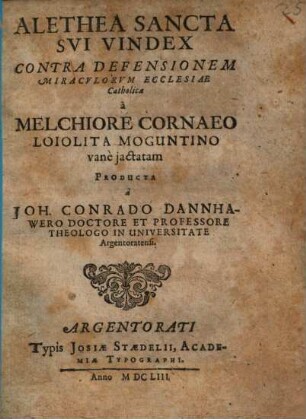 ALETHEA SANCTA
SVI VINDEX
CONTRA DEFENSIONEM
MIRACVLORVM ECCLESIAE
Catholicæ
à
MELCHIORE CORNAEO
LOIOLITA MOGUNTINO
vanè jactatam
PRODUCTA
á
JOH. CONRADO DANNHA-
WERO DOCTORE ET PROFESSORE
THEOLOGO IN UNIVERSITATE
Argentoratensi.
ARGENTORATI
Typis JOSIÆ STÆDELII, ACADE-
MIÆ TYPOGRAPHI.
Anno M DC LIII.